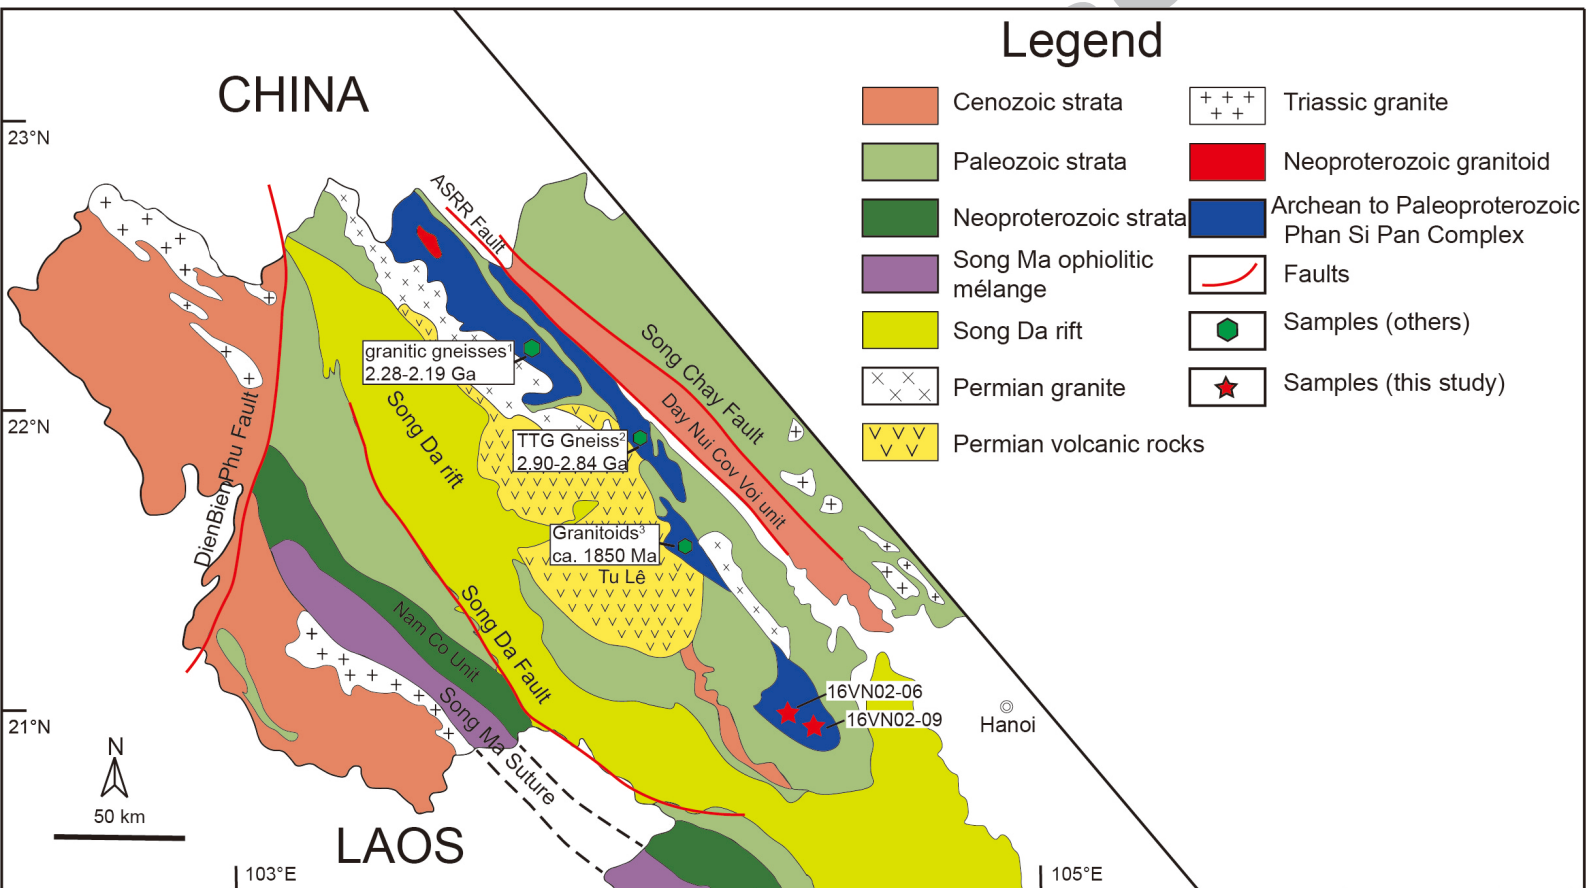 Legend
CHINA
Cenozoic strata
Triassic granite
23°N
Paleozoic strata
Neoproterozoic granitoid
ASRR Fault
Neoproterozoic strata
Archean to Paleoproterozoic
Phan Si Pan Complex
Song Ma ophiolitic
mélange
Faults
Song Da rift
Samples (others)
granitic gneisses¹
2.28-2.19 Ga
Song Chay Fault
Permian granite
Samples (this study)
22°N
DienBienPhu Fault
Song Da rift
TTG Gneiss²
2.90-2.84 Ga
Day Nui Cov Voi unit
Permian volcanic rocks
Granitoids³
ca. 1850 Ma
Tu Lê
Nam Co Unit
Song Da Fault
16VN02-06
16VN02-09
Hanoi
21°N
Song Ma Suture
N
50 km
LAOS
103°E
105°E